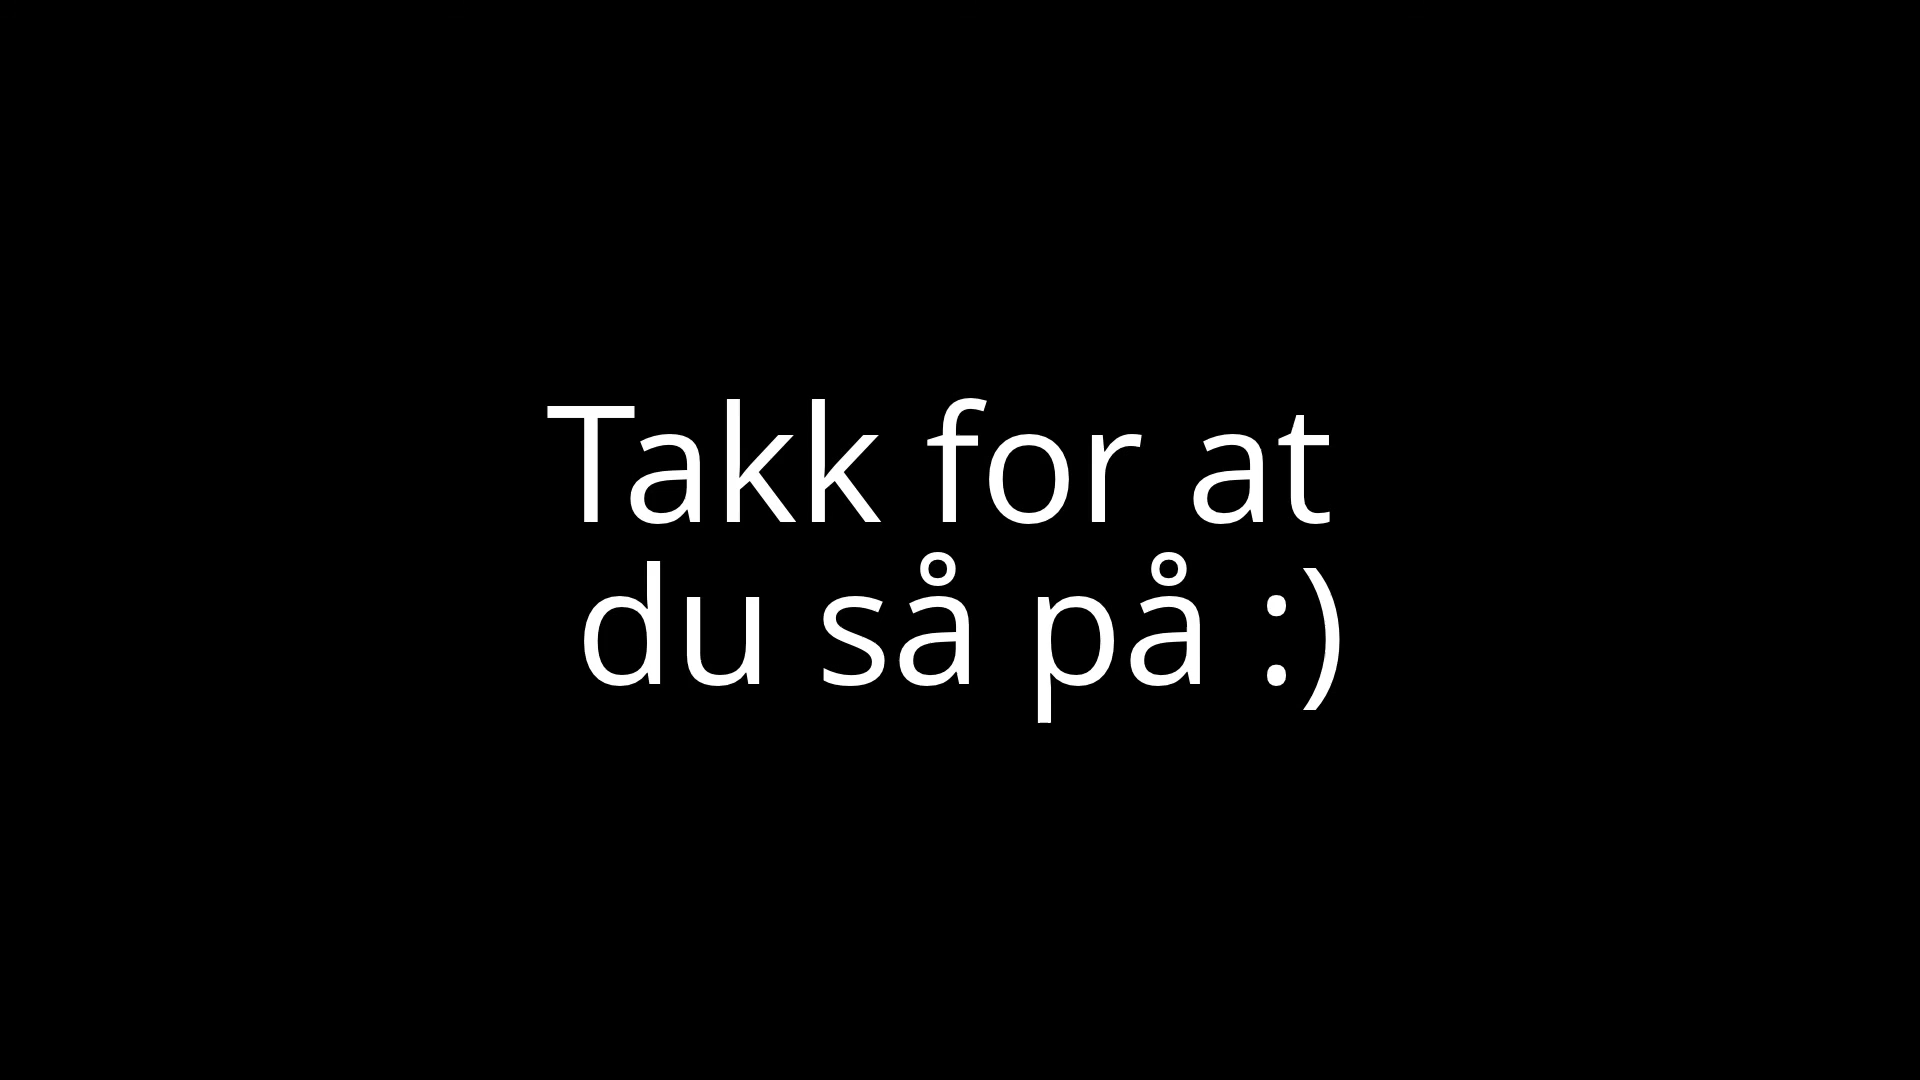 Takk for at
du så på :)